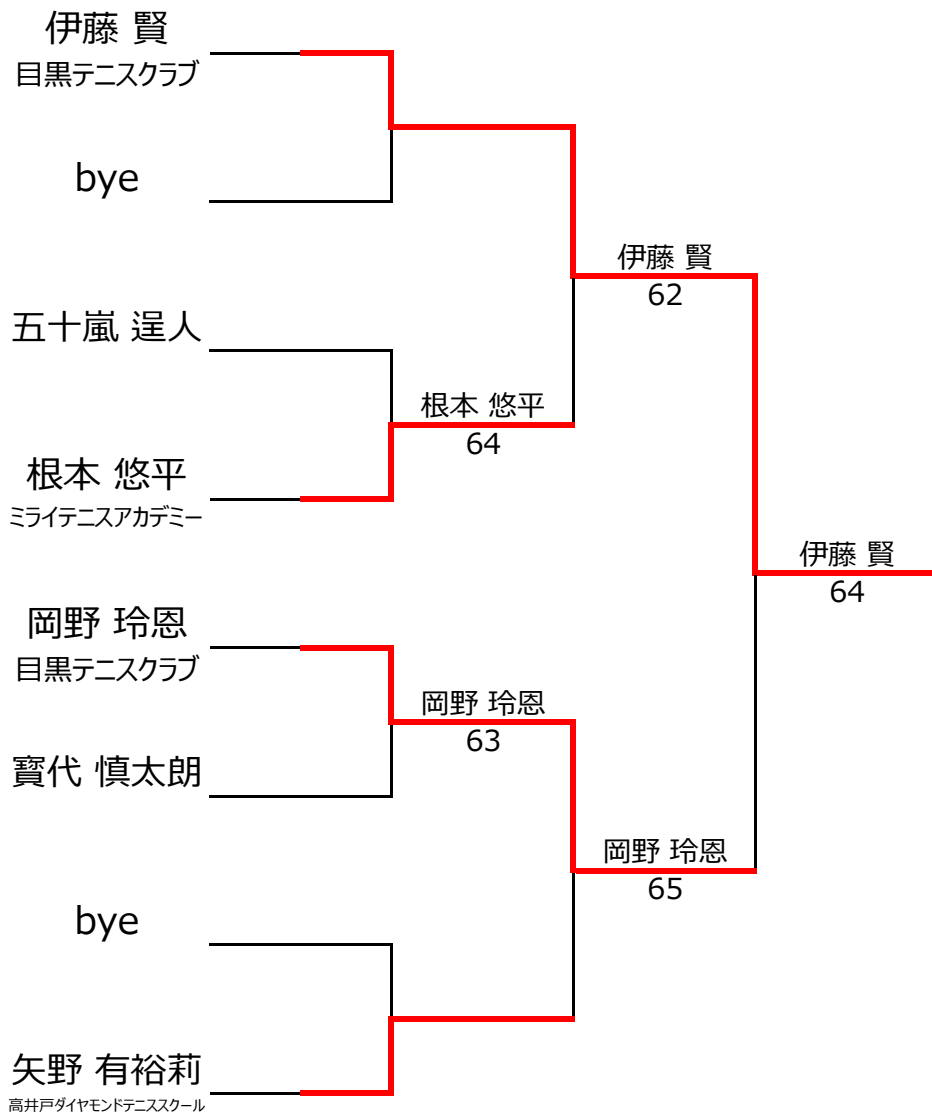 伊藤 賢
目黒テニスクラブ
bye
五十嵐 逞人
根本 悠平
ミライテニスアカデミー
岡野 玲恩
目黒テニスクラブ
寳代 慎太朗
bye
矢野 有裕莉
高井戸ダイヤモンドテニススクール
根本 悠平
64
岡野 玲恩
63
伊藤 賢
62
岡野 玲恩
65
伊藤 賢
64